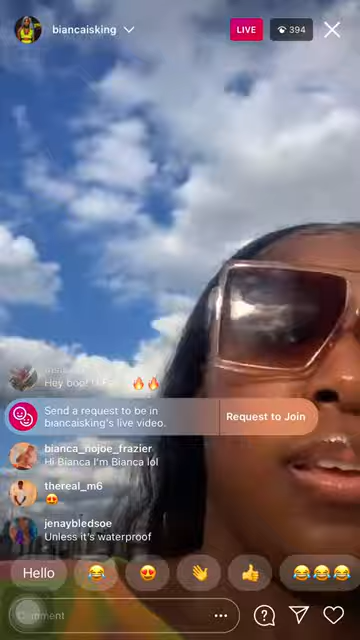 biancaisking
LIVE
394
Hey boo!
Send a request to be in
biancaisking's live video.
Request to Join
bianca_nojoe_frazier
Hi Bianca I'm Bianca lol
thereal_m6
😍
jenaybledsoe
Unless it's waterproof
Hello
Comment